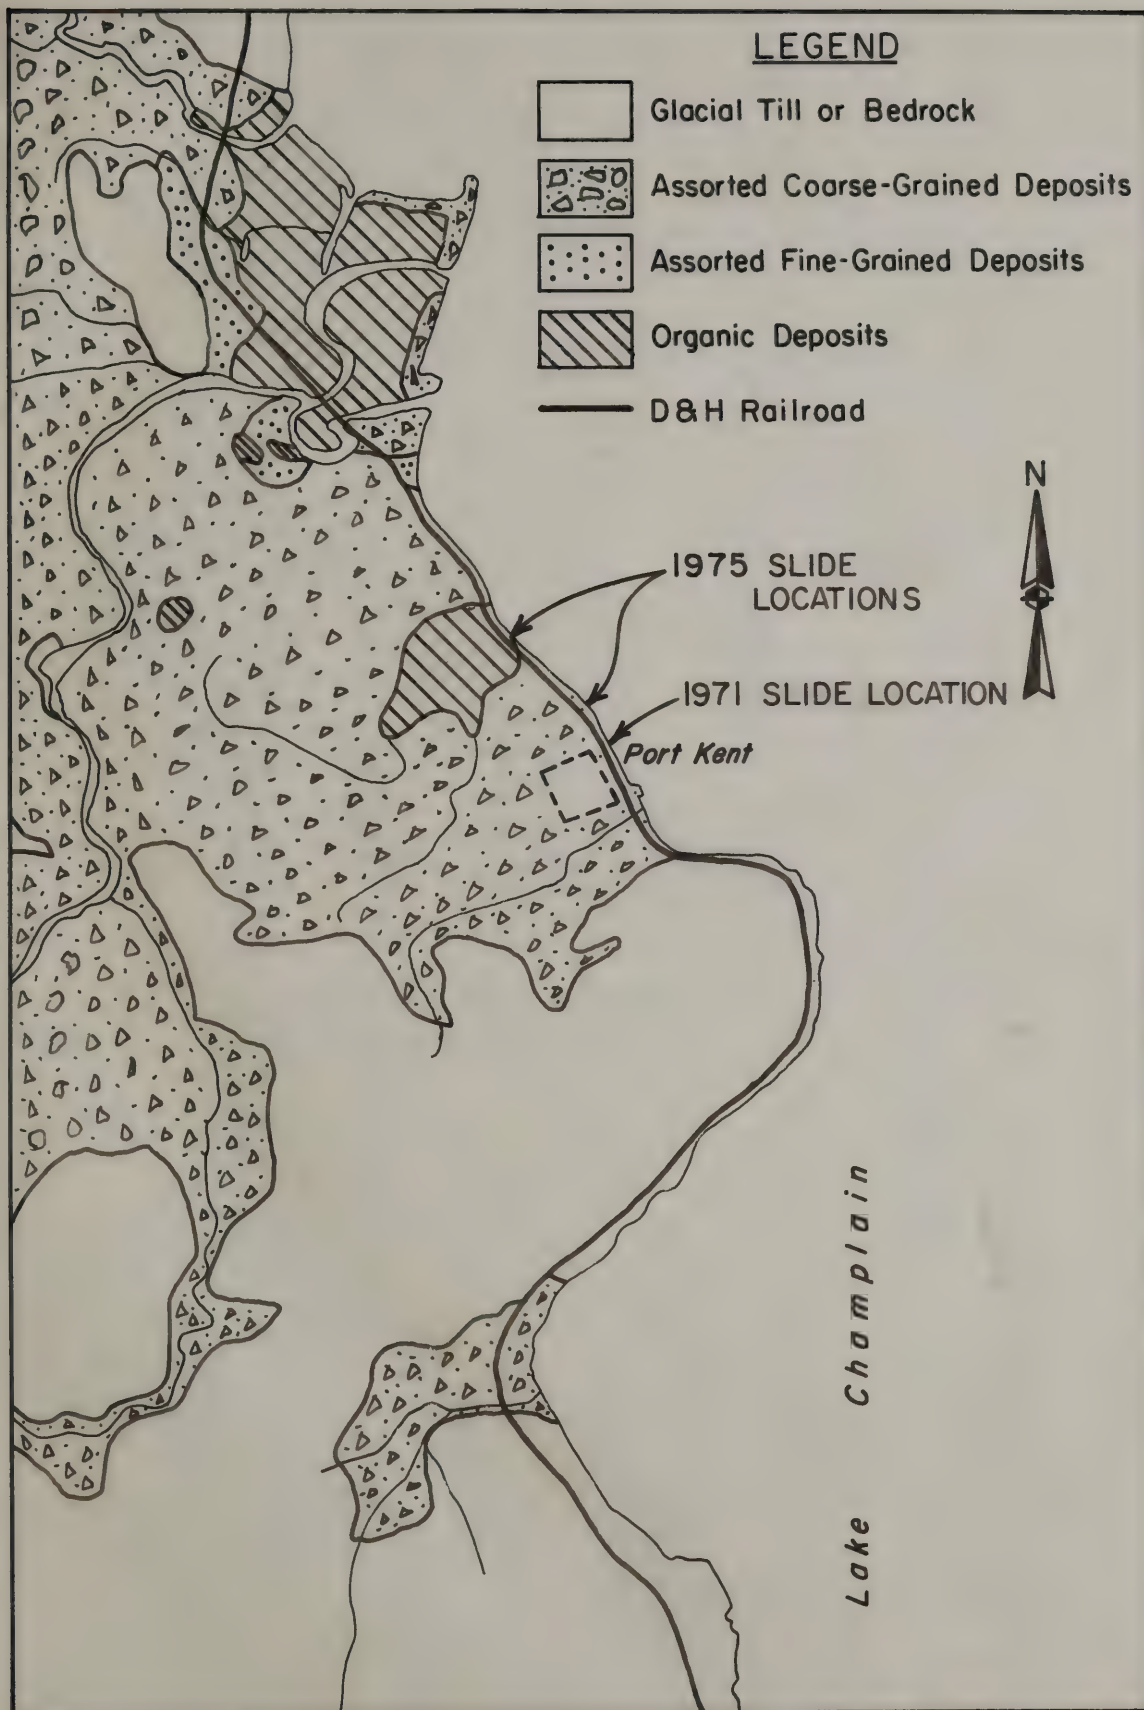 LEGEND
Glacial Till or Bedrock
Assorted Coarse-Grained Deposits
Assorted Fine-Grained Deposits
Organic Deposits
D&H Railroad
N
1975 SLIDE
LOCATIONS
1971 SLIDE LOCATION
Port Kent
Lake Champlain